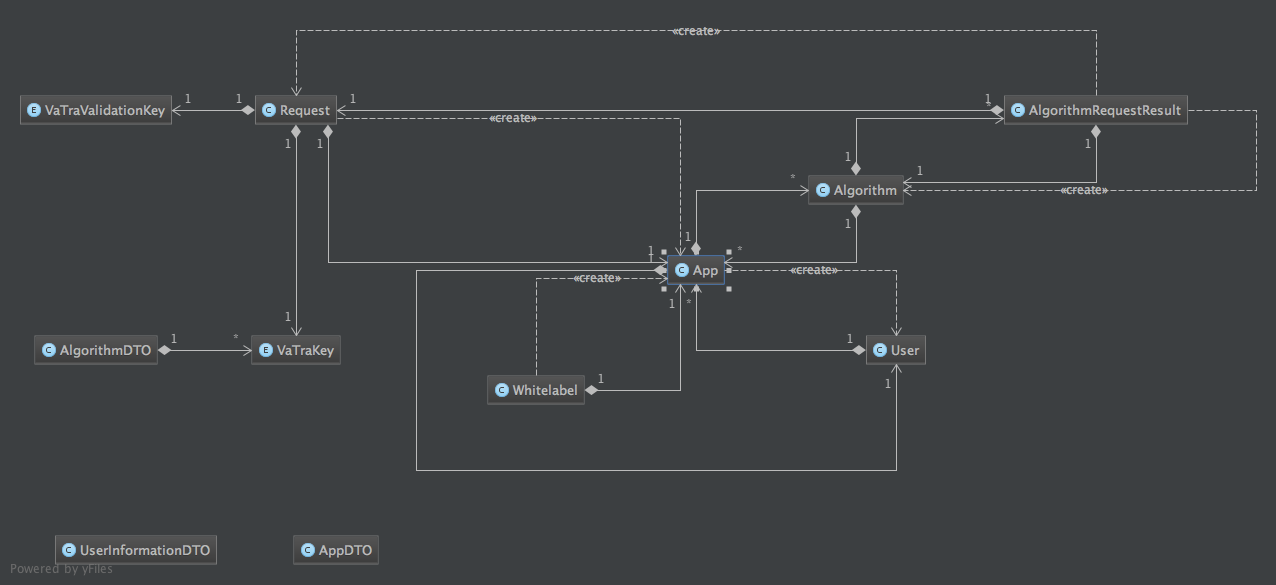 «create»
1 1 1 1
E VaTraValidationKey
C Request
* C AlgorithmRequestResult
«create»
1 1 1 1
* 1
C Algorithm
«create»
1
1 1 *
C App
«create»
«create»
1 *
1
1 * 1
C AlgorithmDTO
E VaTraKey
C User
1 1
C Whitelabel
C UserInformationDTO
C AppDTO
Powered by yFiles